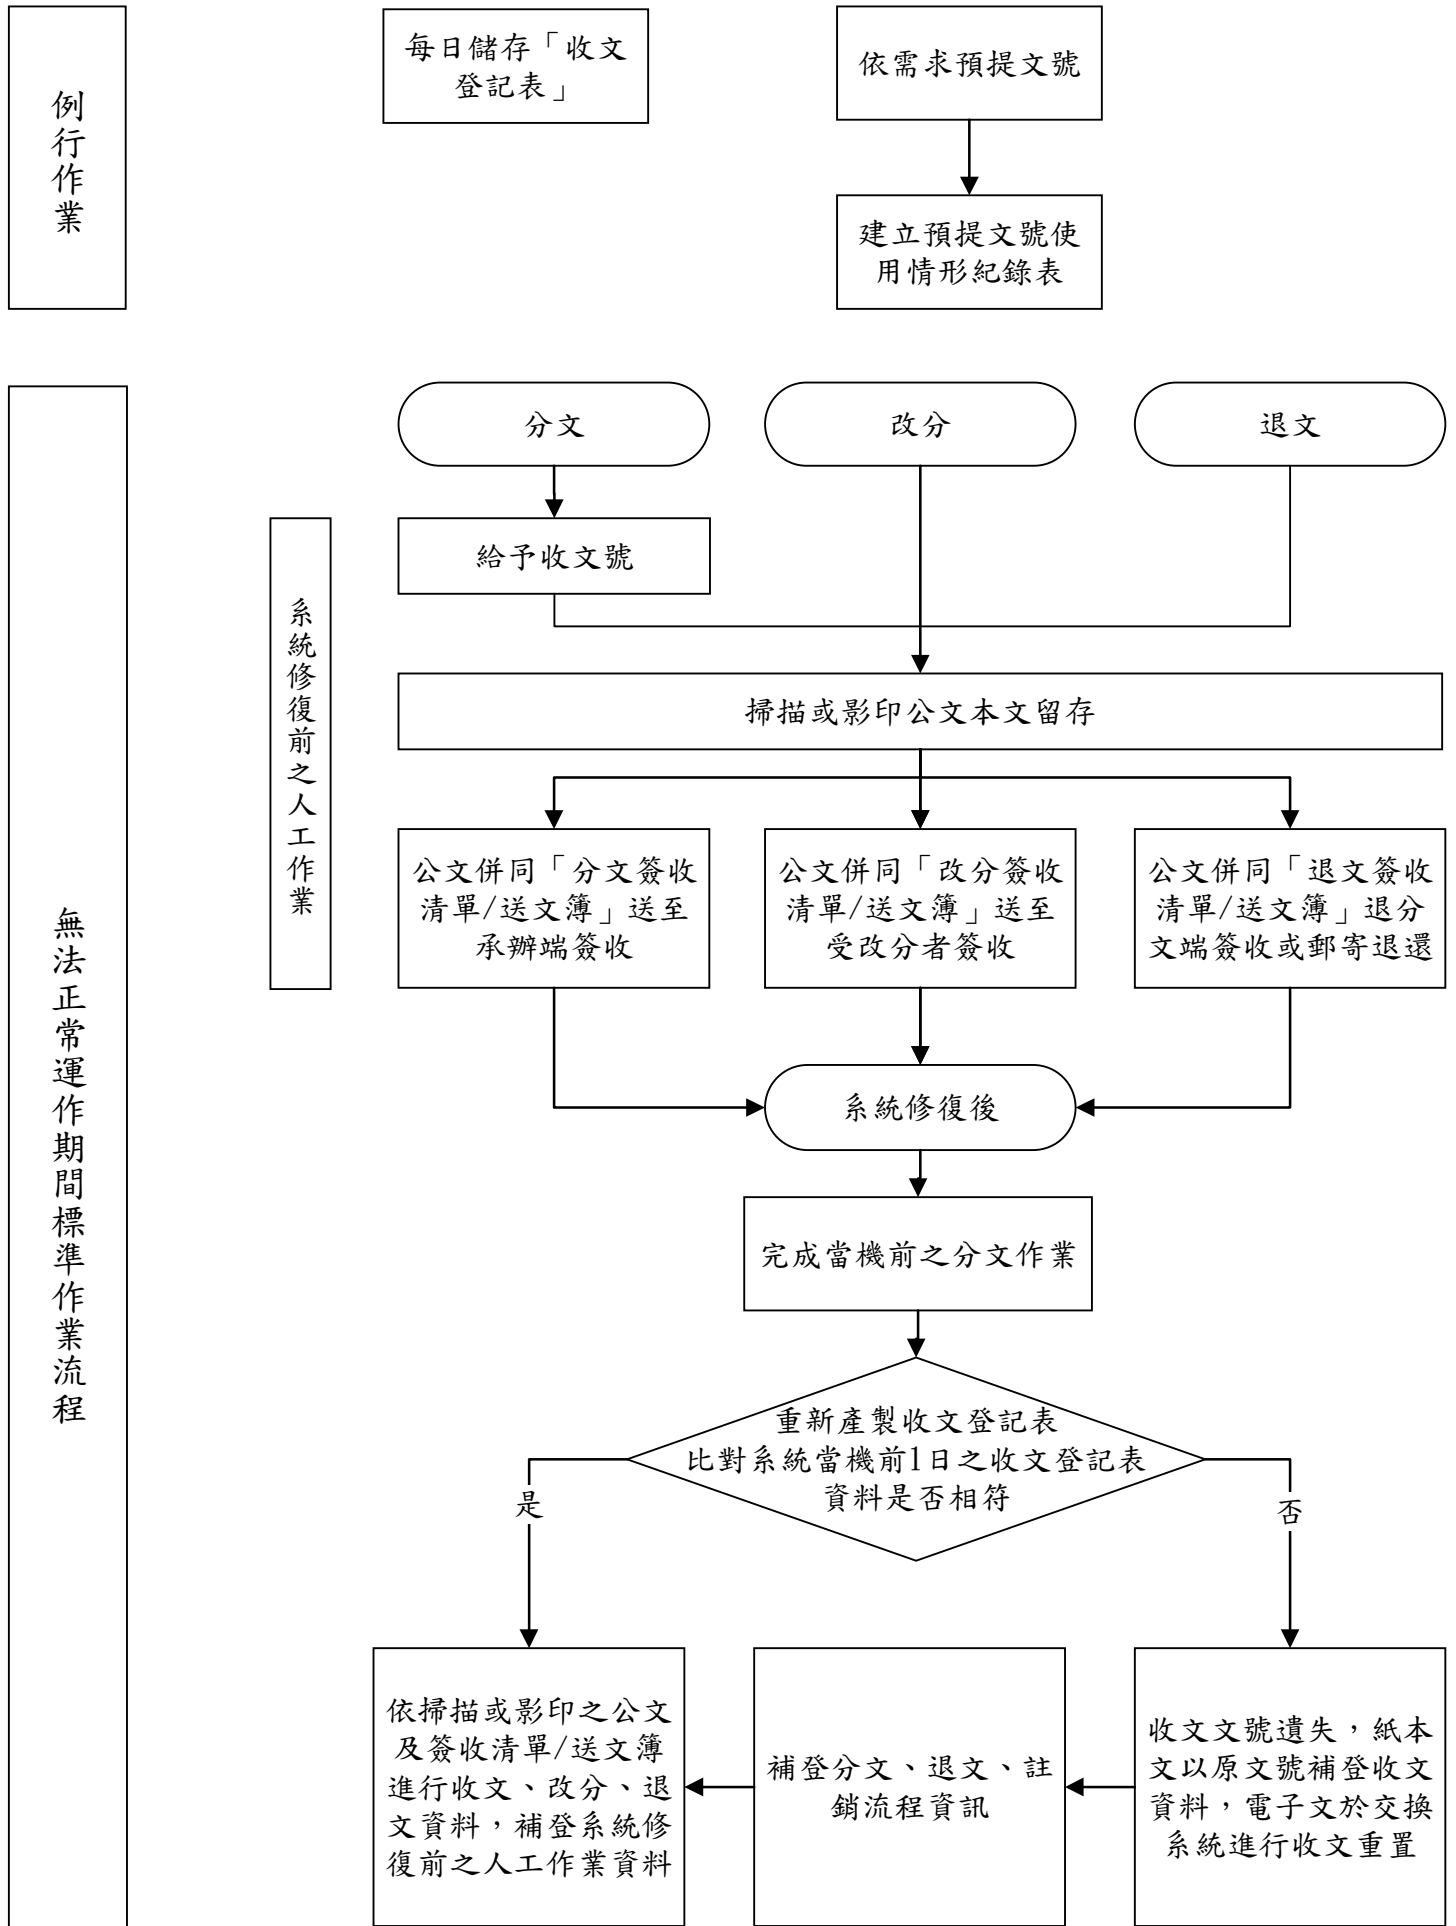 例行作業
每日儲存「收文
登記表」
依需求預提文號
建立預提文號使
用情形紀錄表
無法正常運作期間標準作業流程
系統修復前之人工作業
分文
改分
退文
給予收文號
掃描或影印公文本文留存
公文併同「分文簽收
清單/送文簿」送至
承辦端簽收
公文併同「改分簽收
清單/送文簿」送至
受改分者簽收
公文併同「退文簽收
清單/送文簿」退分
文端簽收或郵寄退還
系統修復後
完成當機前之分文作業
重新產製收文登記表
比對系統當機前1日之收文登記表
資料是否相符
是
否
依掃描或影印之公文
及簽收清單/送文簿
進行收文、改分、退
文資料，補登系統修
復前之人工作業資料
補登分文、退文、註
銷流程資訊
收文文號遺失，紙本
文以原文號補登收文
資料，電子文於交換
系統進行收文重置